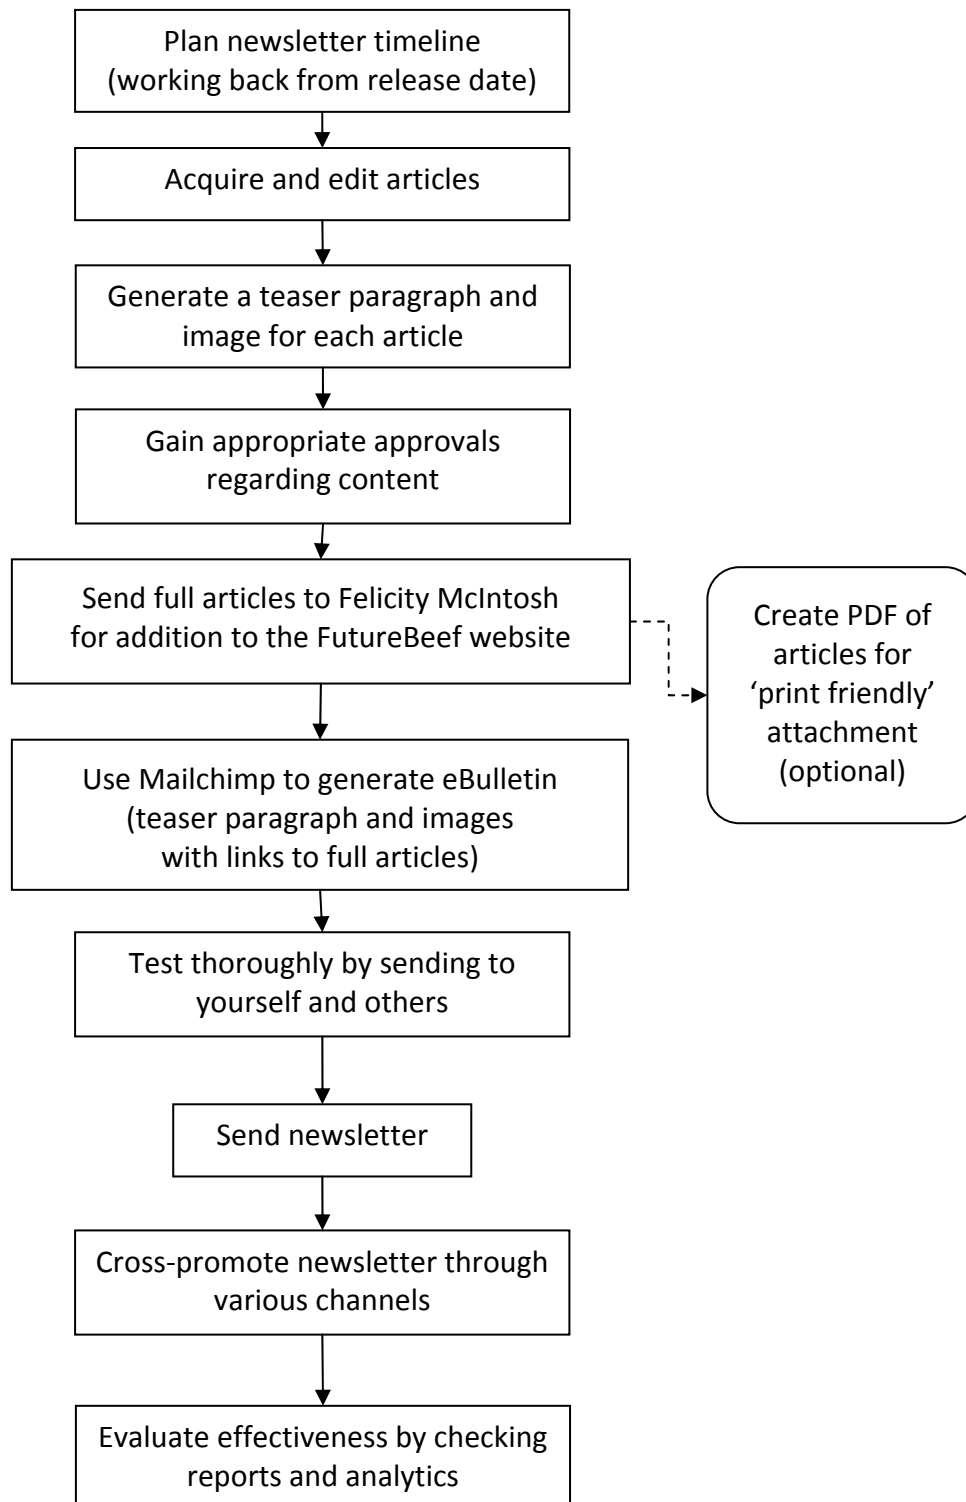 Plan newsletter timeline
(working back from release date)
Acquire and edit articles
Generate a teaser paragraph and
image for each article
Gain appropriate approvals
regarding content
Send full articles to Felicity McIntosh
for addition to the FutureBeef website
Create PDF of
articles for
‘print friendly’
attachment
(optional)
Use Mailchimp to generate eBulletin
(teaser paragraph and images
with links to full articles)
Test thoroughly by sending to
yourself and others
Send newsletter
Cross-promote newsletter through
various channels
Evaluate effectiveness by checking
reports and analytics